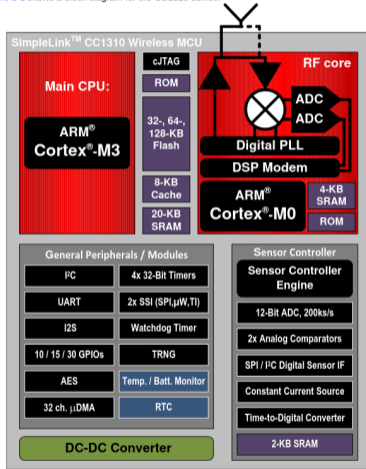 SimpleLink™ CC1310 Wireless MCU
cJTAG
RF core
ROM
Main CPU:
ADC
ADC
32-, 64-,
128-KB
Flash
ARM®
Cortex®-M3
Digital PLL
DSP Modem
8-KB
Cache
ARM®
Cortex®-M0
4-KB
SRAM
20-KB
SRAM
ROM
General Peripherals / Modules
I²C
4x 32-Bit Timers
UART
2x SSI (SPI,µW,TI)
I2S
Watchdog Timer
10 / 15 / 30 GPIOs
TRNG
AES
Temp. / Batt. Monitor
32 ch. µDMA
RTC
Sensor Controller
Sensor Controller
Engine
12-Bit ADC, 200ks/s
2x Analog Comparators
SPI / I²C Digital Sensor IF
Constant Current Source
Time-to-Digital Converter
2-KB SRAM
DC-DC Converter